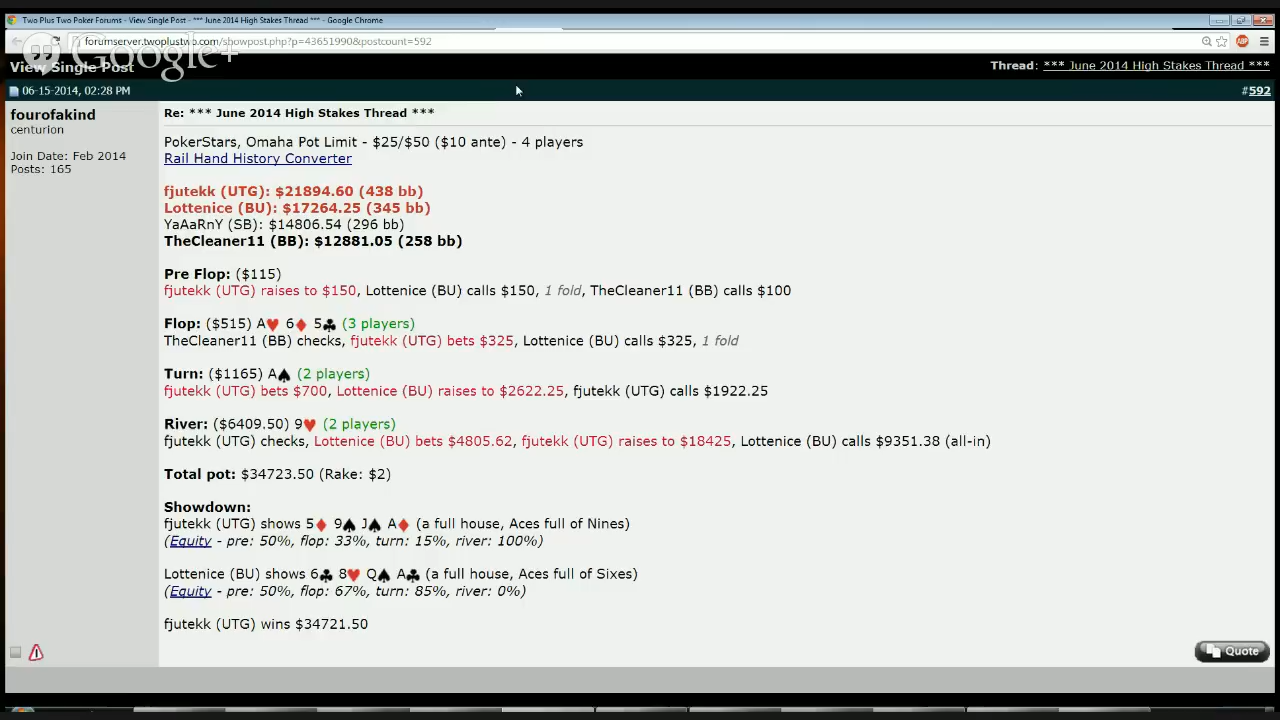 Two Plus Two Poker Forums - View Single Post - *** June 2014 High Stakes Thread *** - Google Chrome
forumserver.twoplustwo.com/showpost.php?p=43651990&postcount=592
Google+
View Single Post
Thread: *** June 2014 High Stakes Thread ***
06-15-2014, 02:28 PM
#592
fourofakind
centurion
Join Date: Feb 2014
Posts: 165
Re: *** June 2014 High Stakes Thread ***
PokerStars, Omaha Pot Limit - $25/$50 ($10 ante) - 4 players
Rail Hand History Converter
fjutekk (UTG): $21894.60 (438 bb)
Lottenice (BU): $17264.25 (345 bb)
YaAaRnY (SB): $14806.54 (296 bb)
TheCleaner11 (BB): $12881.05 (258 bb)
Pre Flop: ($115)
fjutekk (UTG) raises to $150, Lottenice (BU) calls $150, 1 fold, TheCleaner11 (BB) calls $100
Flop: ($515) A♥ 6♦ 5♣ (3 players)
TheCleaner11 (BB) checks, fjutekk (UTG) bets $325, Lottenice (BU) calls $325, 1 fold
Turn: ($1165) A♠ (2 players)
fjutekk (UTG) bets $700, Lottenice (BU) raises to $2622.25, fjutekk (UTG) calls $1922.25
River: ($6409.50) 9♥ (2 players)
fjutekk (UTG) checks, Lottenice (BU) bets $4805.62, fjutekk (UTG) raises to $18425, Lottenice (BU) calls $9351.38 (all-in)
Total pot: $34723.50 (Rake: $2)
Showdown:
fjutekk (UTG) shows 5♦ 9♠ J♠ A♦ (a full house, Aces full of Nines)
(Equity - pre: 50%, flop: 33%, turn: 15%, river: 100%)
Lottenice (BU) shows 6♣ 8♥ Q♠ A♣ (a full house, Aces full of Sixes)
(Equity - pre: 50%, flop: 67%, turn: 85%, river: 0%)
fjutekk (UTG) wins $34721.50
Quote